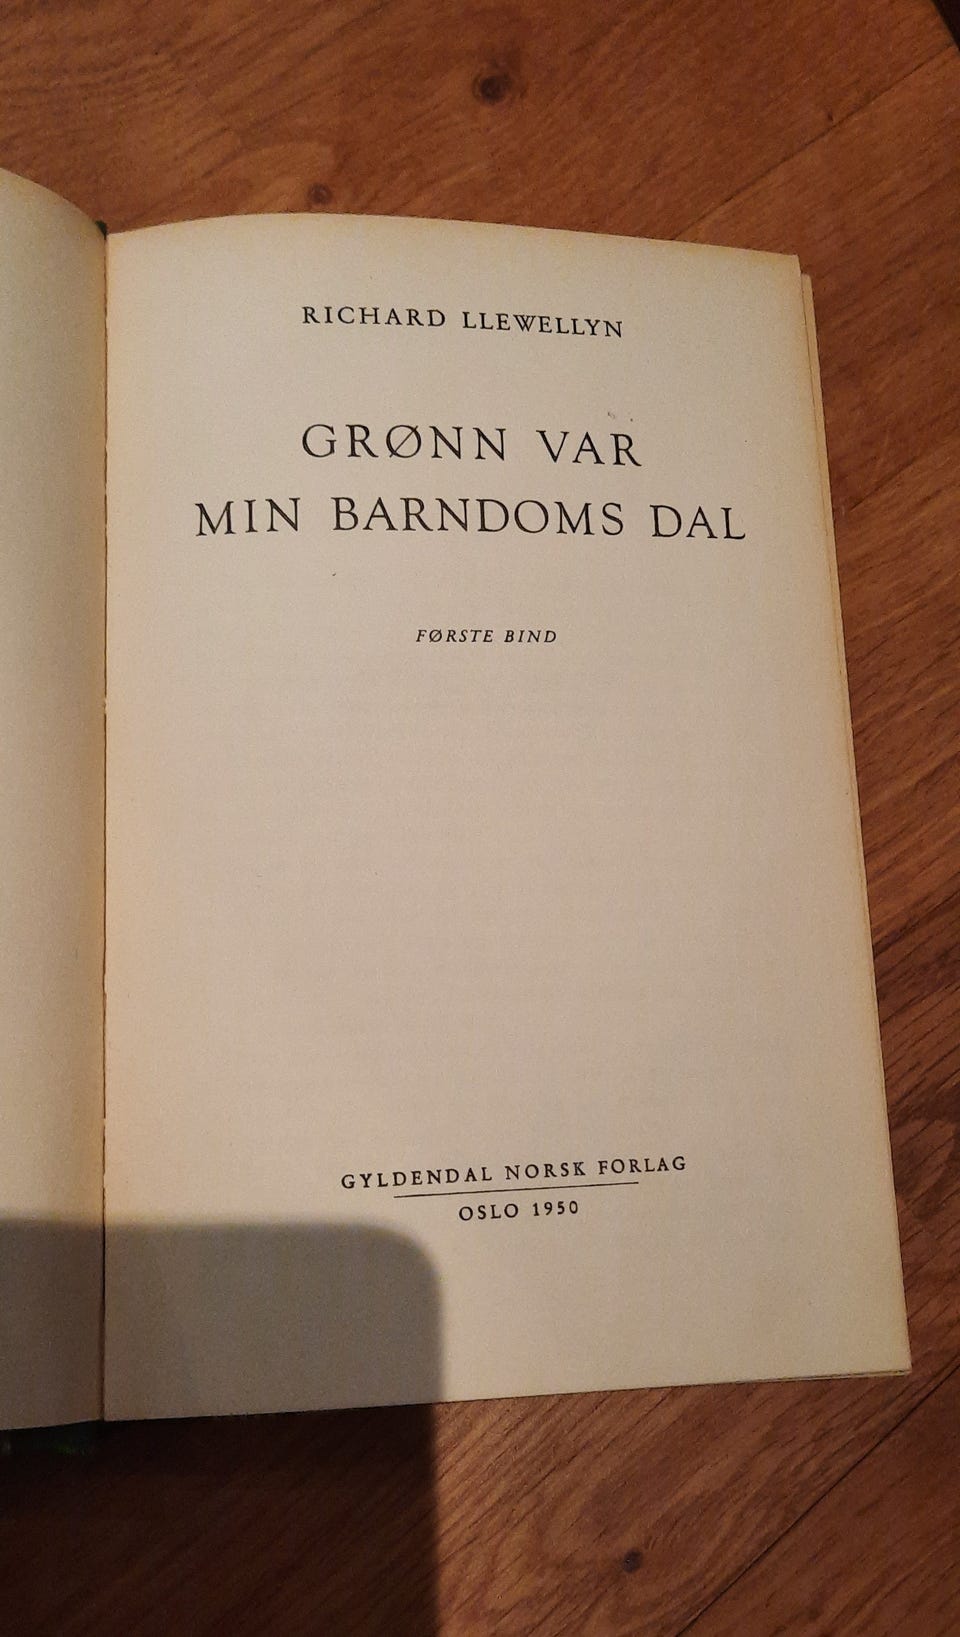 RICHARD LLEWELLYN
GRØNN VAR
MIN BARNDOMS DAL
FØRSTE BIND
GYLDENDAL NORSK FORLAG
OSLO 1950